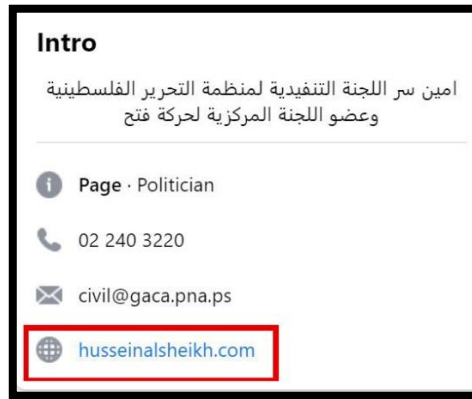 Intro
امين سر اللجنة التنفيدية لمنظمة التحرير الفلسطينية
وعضو اللجنة المركزية لحركة فتح
Page · Politician
02 240 3220
civil@gaca.pna.ps
husseinalsheikh.com